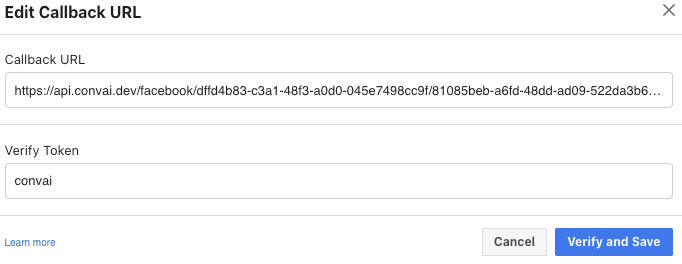 Edit Callback URL
Callback URL
https://api.convai.dev/facebook/dffd4b83-c3a1-48f3-a0d0-045e7498cc9f/81085beb-a6fd-48dd-ad09-522da3b6...
Verify Token
convai
Learn more
Cancel
Verify and Save